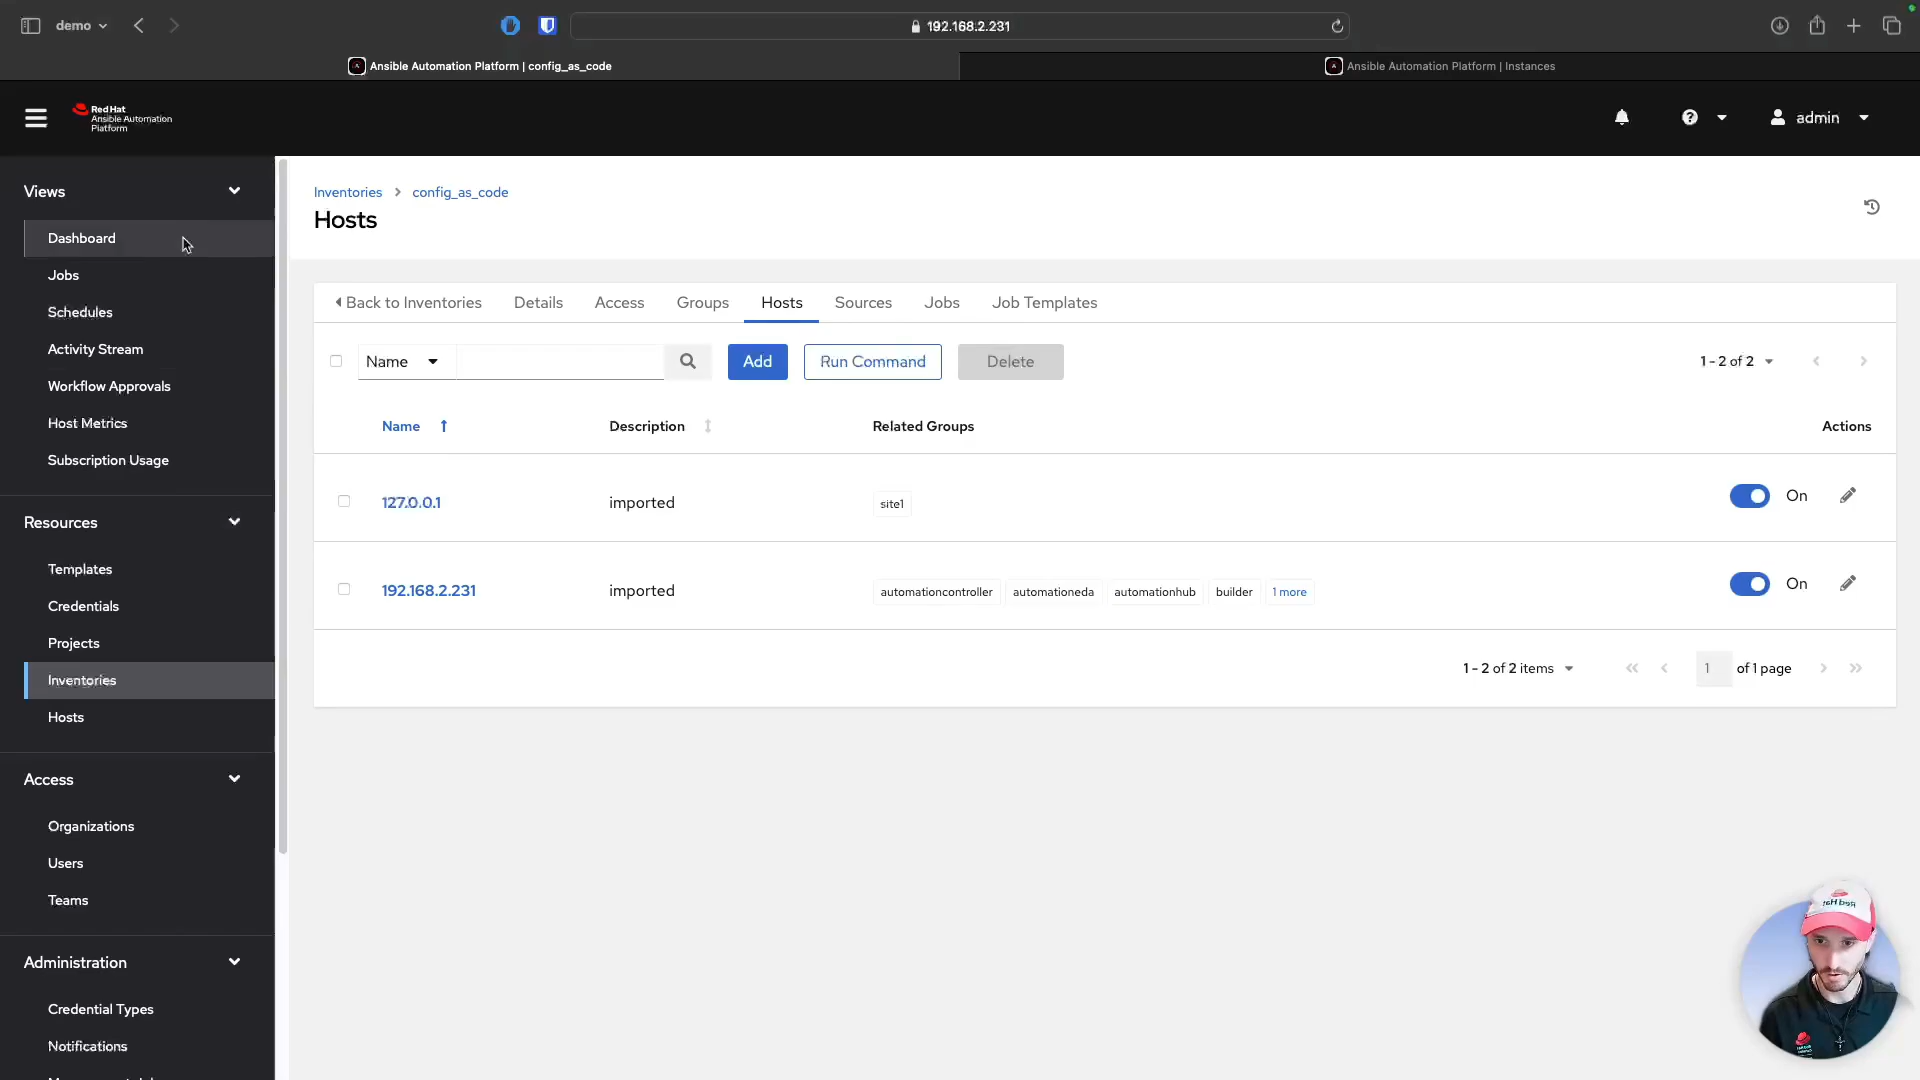 demo
192.168.2.231
Ansible Automation Platform | config_as_code
Ansible Automation Platform | Instances
Red Hat
Ansible Automation
Platform
admin
Views
Dashboard
Jobs
Schedules
Activity Stream
Workflow Approvals
Host Metrics
Subscription Usage
Resources
Templates
Credentials
Projects
Inventories
Hosts
Access
Organizations
Users
Teams
Administration
Credential Types
Notifications
Inventories > config_as_code
Hosts
Back to Inventories Details Access Groups Hosts Sources Jobs Job Templates
Name Add Run Command Delete 1 - 2 of 2
Name Description Related Groups Actions
127.0.0.1 imported site1 On
192.168.2.231 imported automationcontroller automationeda automationhub builder 1 more On
1 - 2 of 2 items 1 of 1 page